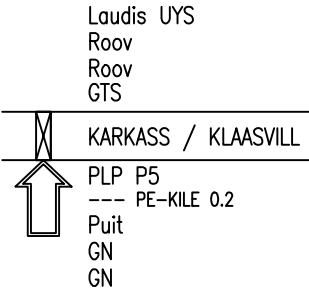 Laudis UYS
Roov
Roov
GTS
KARKASS / KLAASVILL
PLP P5
--- PE-KILE 0.2
Puit
GN
GN